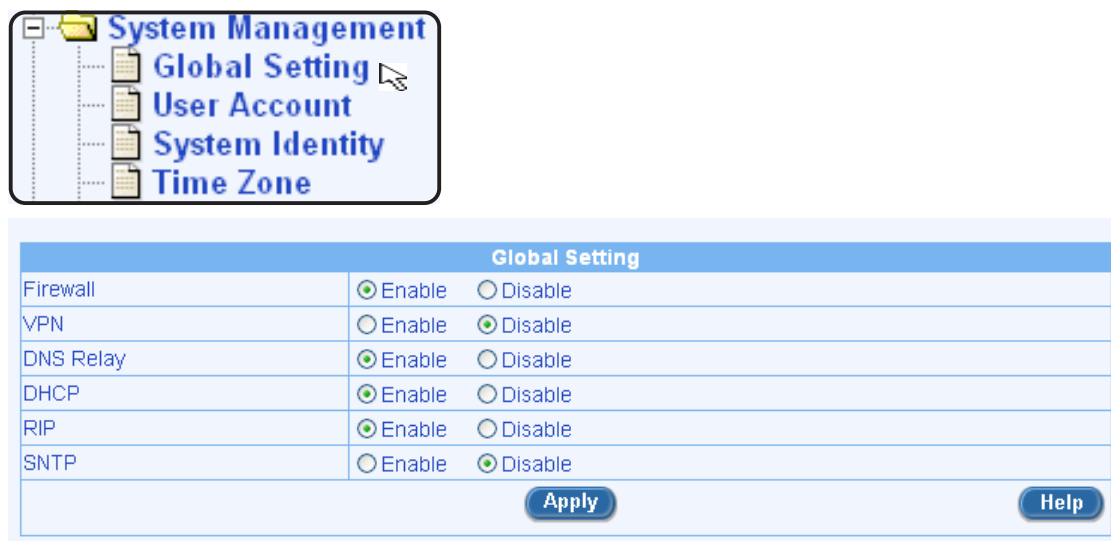 System Management
Global Setting
User Account
System Identity
Time Zone
Global Setting
Firewall Enable Disable
VPN Enable Disable
DNS Relay Enable Disable
DHCP Enable Disable
RIP Enable Disable
SNTP Enable Disable
Apply Help